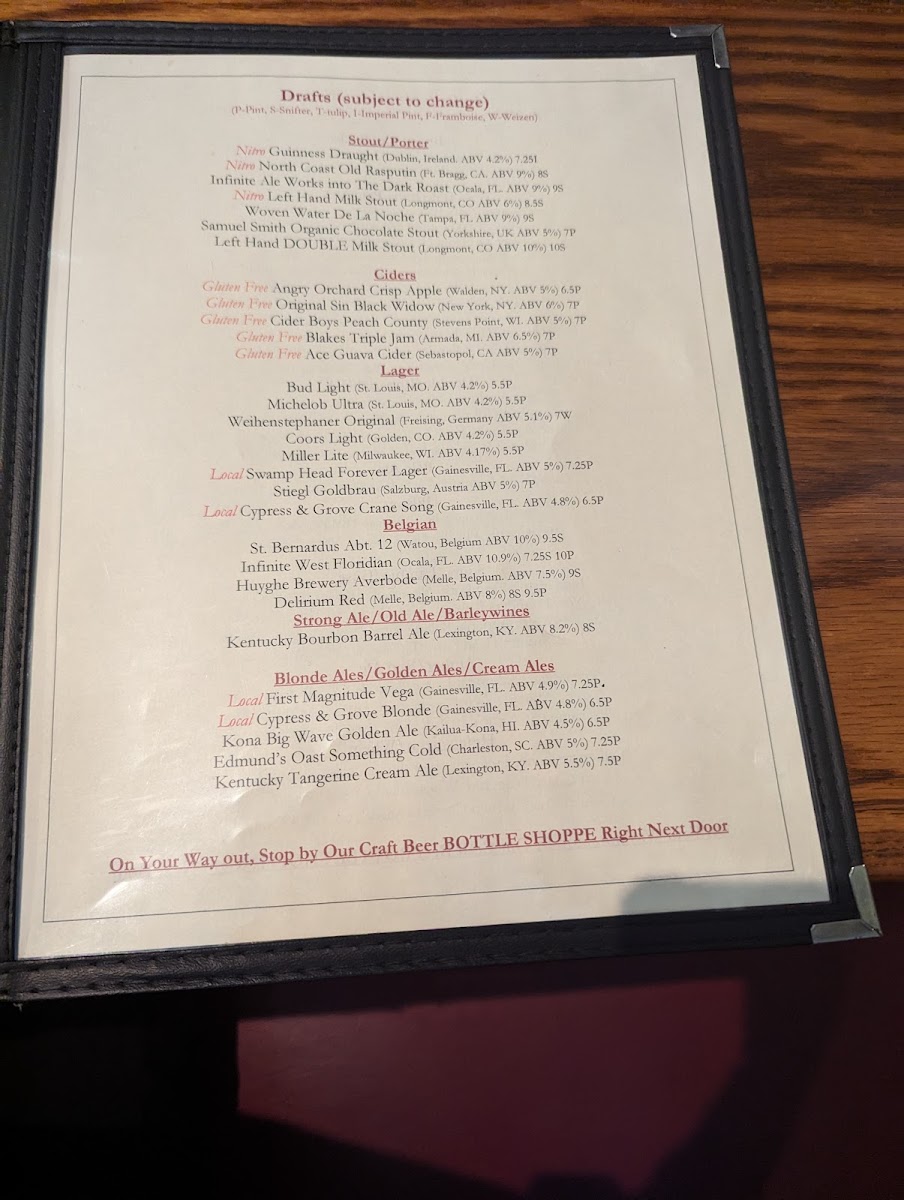 Drafts (subject to change)
(P-Pint, S-Snifter, T-tulip, I-Imperial Pint, F-Framboise, W-Weizen)
Stout/Porter
Nitro Guinness Draught (Dublin, Ireland. ABV 4.2%) 7.25I
Nitro North Coast Old Rasputin (Ft. Bragg, CA. ABV 9%) 8S
Infinite Ale Works into The Dark Roast (Ocala, FL. ABV 9%) 9S
Nitro Left Hand Milk Stout (Longmont, CO ABV 6%) 8.5S
Woven Water De La Noche (Tampa, FL ABV 9%) 9S
Samuel Smith Organic Chocolate Stout (Yorkshire, UK ABV 5%) 7P
Left Hand DOUBLE Milk Stout (Longmont, CO ABV 10%) 10S
Ciders
Gluten Free Angry Orchard Crisp Apple (Walden, NY. ABV 5%) 6.5P
Gluten Free Original Sin Black Widow (New York, NY. ABV 6%) 7P
Gluten Free Cider Boys Peach County (Stevens Point, WI. ABV 5%) 7P
Gluten Free Blakes Triple Jam (Armada, MI. ABV 6.5%) 7P
Gluten Free Ace Guava Cider (Sebastopol, CA ABV 5%) 7P
Lager
Bud Light (St. Louis, MO. ABV 4.2%) 5.5P
Michelob Ultra (St. Louis, MO. ABV 4.2%) 5.5P
Weihenstephaner Original (Freising, Germany ABV 5.1%) 7W
Coors Light (Golden, CO. ABV 4.2%) 5.5P
Miller Lite (Milwaukee, WI. ABV 4.17%) 5.5P
Local Swamp Head Forever Lager (Gainesville, FL. ABV 5%) 7.25P
Stiegl Goldbrau (Salzburg, Austria ABV 5%) 7P
Local Cypress & Grove Crane Song (Gainesville, FL. ABV 4.8%) 6.5P
Belgian
St. Bernardus Abt. 12 (Watou, Belgium ABV 10%) 9.5S
Infinite West Floridian (Ocala, FL. ABV 10.9%) 7.25S 10P
Huyghe Brewery Averbode (Melle, Belgium. ABV 7.5%) 9S
Delirium Red (Melle, Belgium. ABV 8%) 8S 9.5P
Strong Ale/Old Ale/Barleywines
Kentucky Bourbon Barrel Ale (Lexington, KY. ABV 8.2%) 8S
Blonde Ales/Golden Ales/Cream Ales
Local First Magnitude Vega (Gainesville, FL. ABV 4.9%) 7.25P.
Local Cypress & Grove Blonde (Gainesville, FL. ABV 4.8%) 6.5P
Kona Big Wave Golden Ale (Kailua-Kona, HI. ABV 4.5%) 6.5P
Edmund's Oast Something Cold (Charleston, SC. ABV 5%) 7.25P
Kentucky Tangerine Cream Ale (Lexington, KY. ABV 5.5%) 7.5P
On Your Way out, Stop by Our Craft Beer BOTTLE SHOPPE Right Next Door